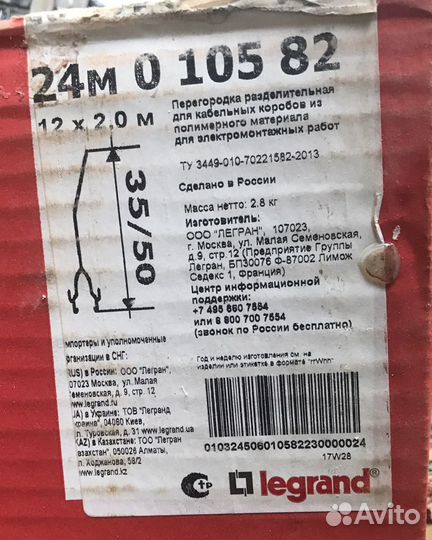 24м 0 105 82
12 x 2.0 м
Перегородка разделительная
для кабельных коробов из
полимерного материала
для электромонтажных работ
ТУ 3449-010-70221582-2013
Сделано в России
Масса нетто: 2.8 кг
Изготовитель:
ООО "ЛЕГРАН", 107023,
г. Москва, ул. Малая Семеновская,
д.9, стр.12 (Предприятие Группы
Легран, БП30076 Ф-87002 Лимож
Седекс 1, Франция)
Центр информационной
поддержки:
+7 495 660 7554
или 8 800 700 7554
(звонок по России бесплатно)
35/50
мпортеры и уполномоченные
организации в СНГ:
RUS) в России: ООО "Легран",
07023 Москва, ул. Малая
Семеновская, д. 9, стр. 12
www.legrand.ru
UA) в Украине: ТОВ "Легранд
краина", 04080 Киев,
л. Туровская, д. 31
www.legrand.ua
KAZ) в Казахстане: ТОО "Легран
азахстан", 050026 Алматы,
л. Ходжанова, 58/2
www.legrand.kz
Год и неделю изготовления см. на
изделии или этикетке в формате
010324506010582230000024
17W28
Стр
legrand®
Avito